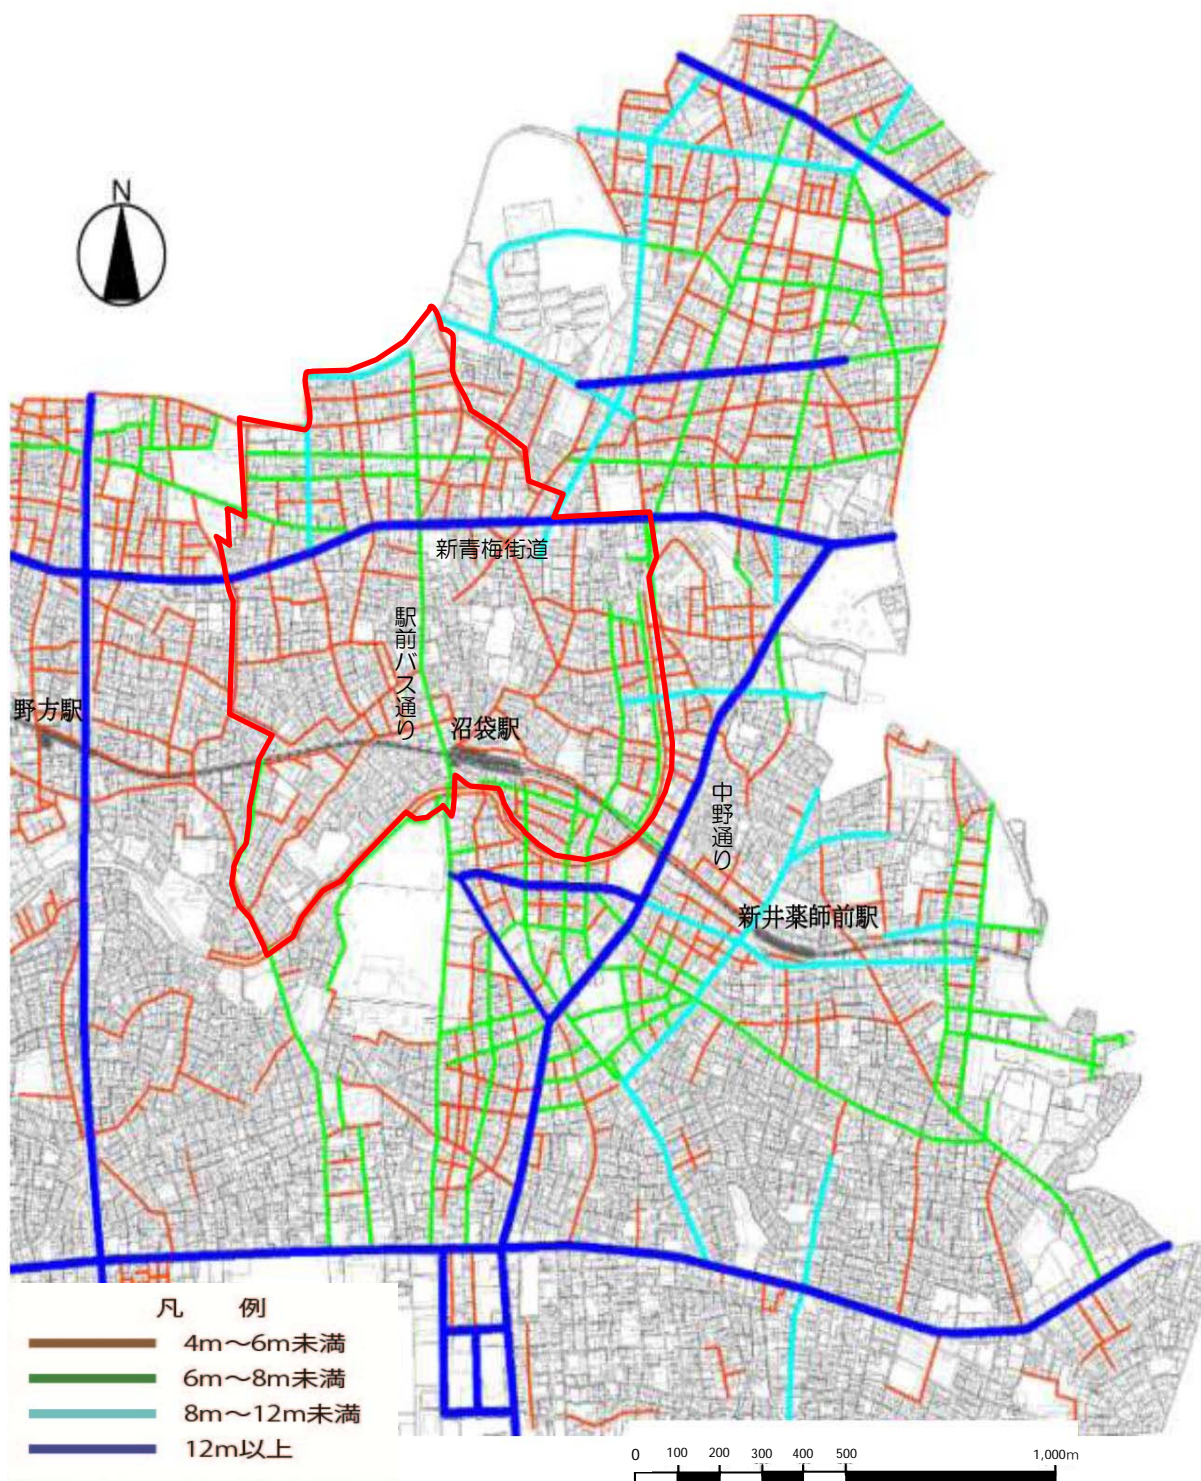 N
新青梅街道
駅前バス通り
野方駅
沼袋駅
中野通り
新井薬師前駅
凡 例
4m～6m未満
6m～8m未満
8m～12m未満
12m以上
0 100 200 300 400 500 1,000m